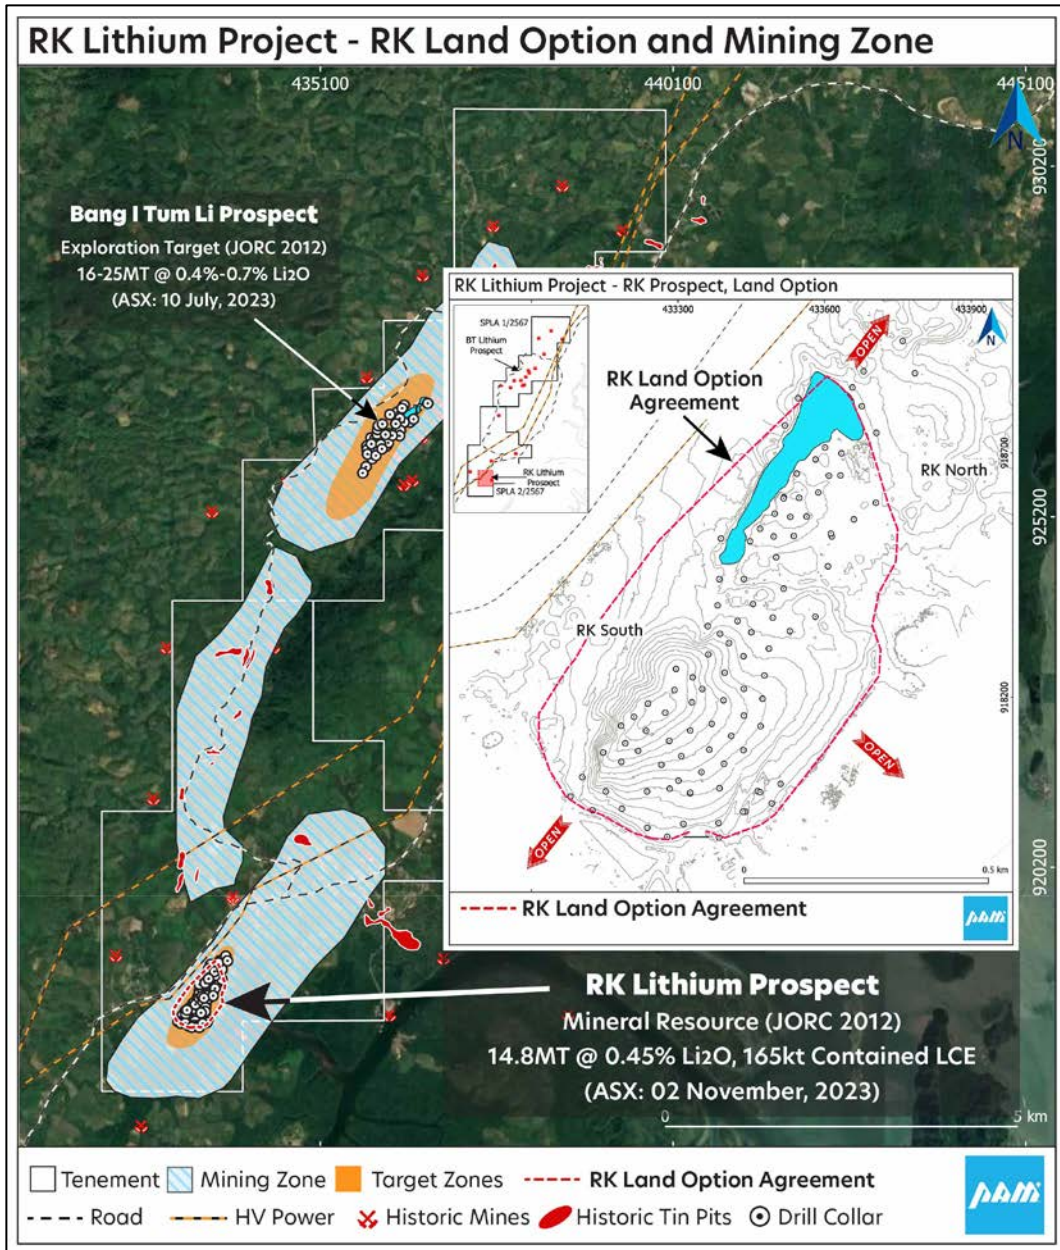 RK Lithium Project - RK Land Option and Mining Zone
435100
440100
445100
N
930200
Bang I Tum Li Prospect
Exploration Target (JORC 2012)
16-25MT @ 0.4%-0.7% Li2O
(ASX: 10 July, 2023)
RK Lithium Project - RK Prospect, Land Option
433300
433600
433900
N
SPLA 1/2567
BT Lithium
Prospect
RK Lithium
Prospect
SPLA 2/2567
OPEN
RK Land Option
Agreement
918700
RK North
925200
RK South
918200
OPEN
OPEN
0
0.5 km
920200
RK Land Option Agreement
pami
RK Lithium Prospect
Mineral Resource (JORC 2012)
14.8MT @ 0.45% Li2O, 165kt Contained LCE
(ASX: 02 November, 2023)
0
5 km
Tenement
Mining Zone
Target Zones
RK Land Option Agreement
Road
HV Power
Historic Mines
Historic Tin Pits
Drill Collar
pami